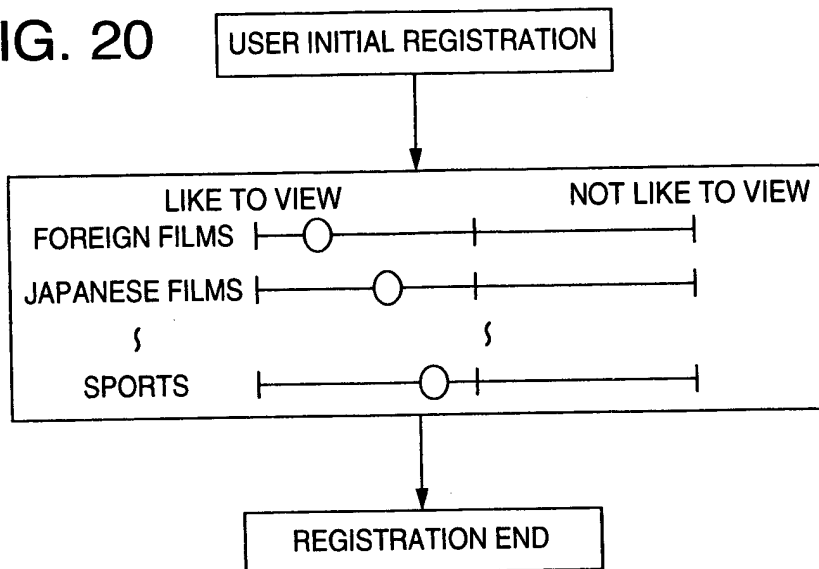 IG. 20
USER INITIAL REGISTRATION
LIKE TO VIEW NOT LIKE TO VIEW
FOREIGN FILMS
JAPANESE FILMS
SPORTS
REGISTRATION END